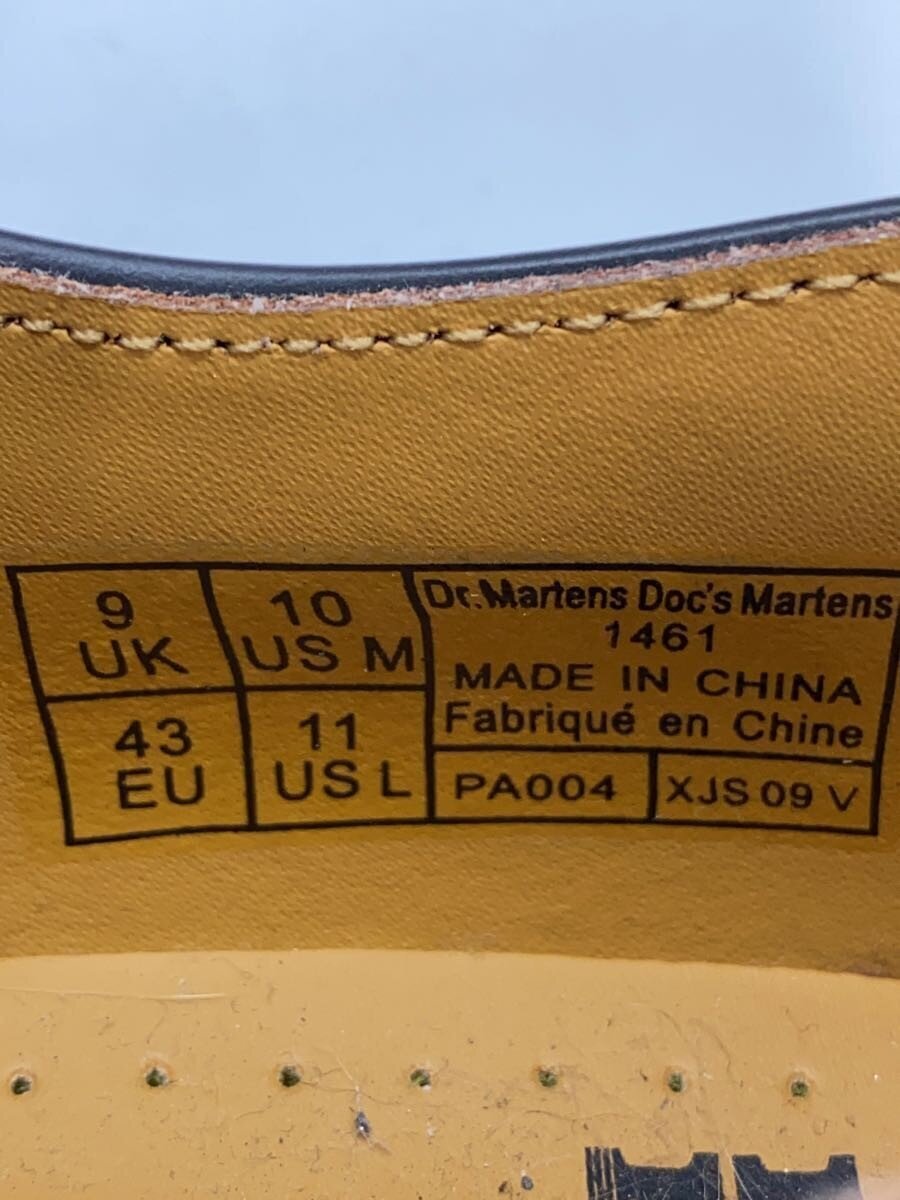 9
UK
10
US M
43
EU
11
US L
Dr. Martens Doc's Martens
1461
MADE IN CHINA
Fabriqué en Chine
PA004
XJS 09 V